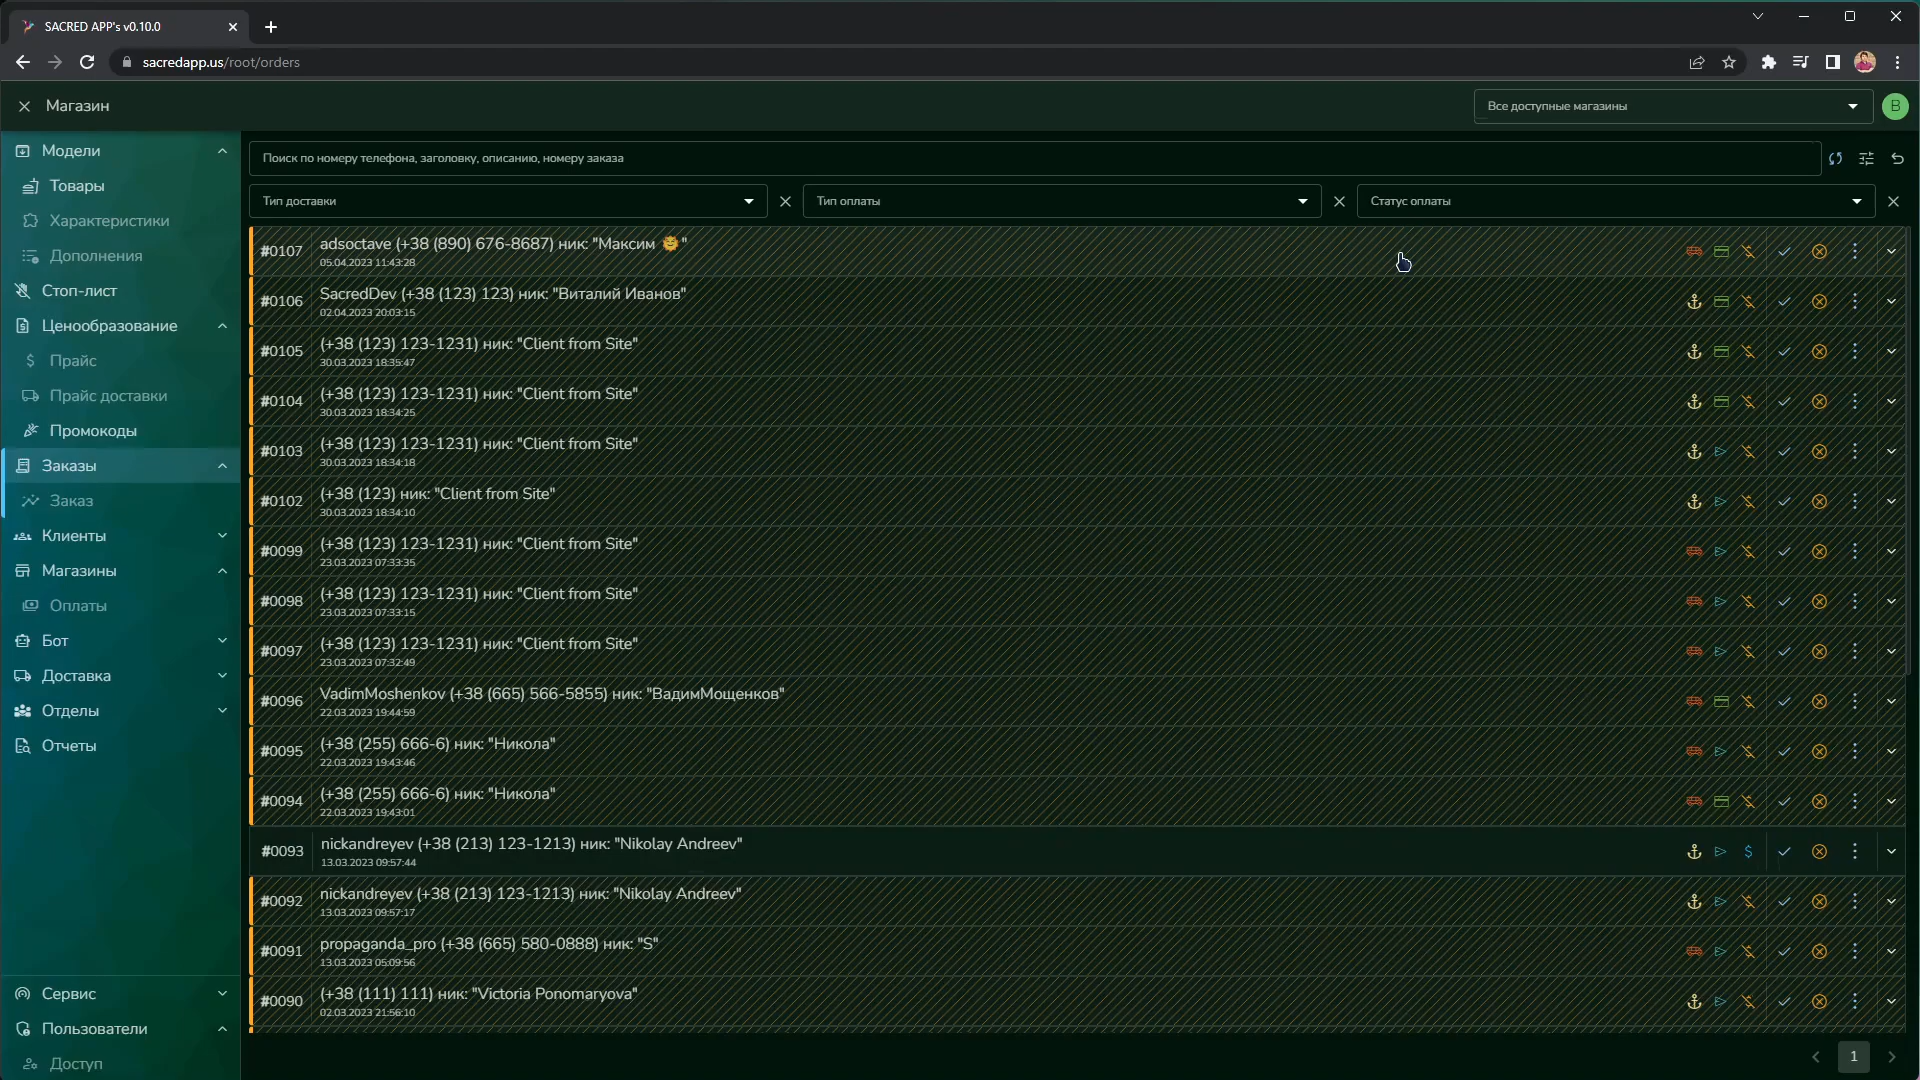 SACRED APP's v0.10.0
sacredapp.us/root/orders
Магазин
Все доступные магазины
B
Модели
Товары
Характеристики
Дополнения
Стоп-лист
Ценообразование
Прайс
Прайс доставки
Промокоды
Заказы
Заказ
Клиенты
Магазины
Оплаты
Бот
Доставка
Отделы
Отчеты
Сервис
Пользователи
Доступ
Поиск по номеру телефона, заголовку, описанию, номеру заказа
Тип доставки
Тип оплаты
Статус оплаты
#0107 adsoctave (+38 (890) 676-8687) ник: "Максим 🌞"
05.04.2023 11:43:28
#0106 SacredDev (+38 (123) 123) ник: "Виталий Иванов"
02.04.2023 20:03:15
#0105 (+38 (123) 123-1231) ник: "Client from Site"
30.03.2023 18:35:47
#0104 (+38 (123) 123-1231) ник: "Client from Site"
30.03.2023 18:34:25
#0103 (+38 (123) 123-1231) ник: "Client from Site"
30.03.2023 18:34:18
#0102 (+38 (123) ник: "Client from Site"
30.03.2023 18:34:10
#0099 (+38 (123) 123-1231) ник: "Client from Site"
23.03.2023 07:33:35
#0098 (+38 (123) 123-1231) ник: "Client from Site"
23.03.2023 07:33:15
#0097 (+38 (123) 123-1231) ник: "Client from Site"
23.03.2023 07:32:49
#0096 VadimMoshenkov (+38 (665) 566-5855) ник: "ВадимМощенков"
22.03.2023 19:44:59
#0095 (+38 (255) 666-6) ник: "Никола"
22.03.2023 19:43:46
#0094 (+38 (255) 666-6) ник: "Никола"
22.03.2023 19:43:01
#0093 nickandreyev (+38 (213) 123-1213) ник: "Nikolay Andreev"
13.03.2023 09:57:44
#0092 nickandreyev (+38 (213) 123-1213) ник: "Nikolay Andreev"
13.03.2023 09:57:17
#0091 propaganda_pro (+38 (665) 580-0888) ник: "S"
13.03.2023 05:09:56
#0090 (+38 (111) 111) ник: "Victoria Ponomaryova"
02.03.2023 21:56:10
1